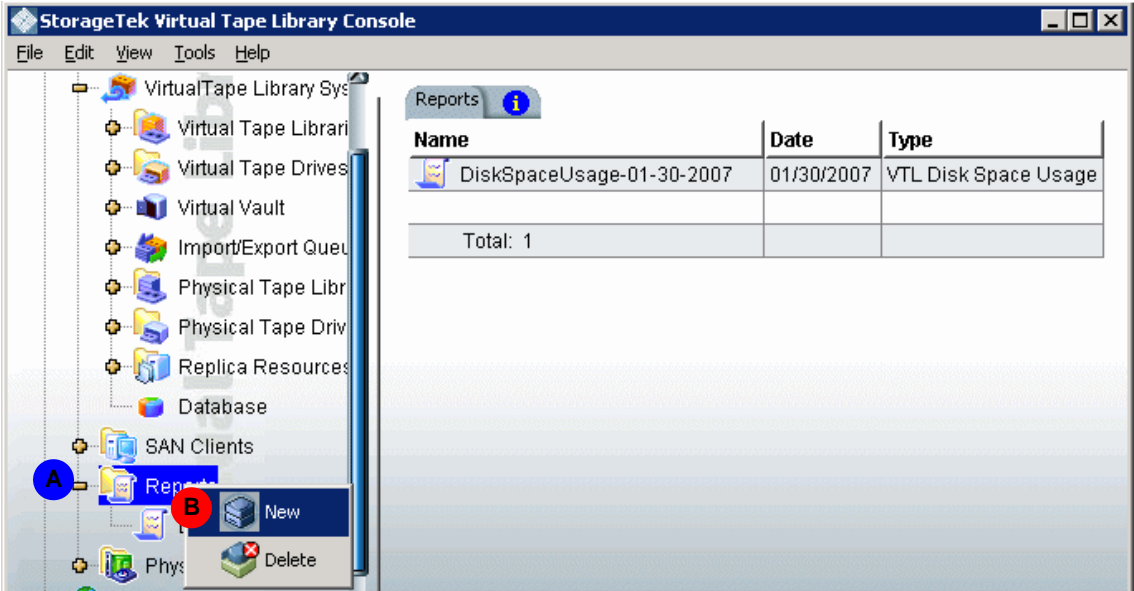 StorageTek Virtual Tape Library Console
File Edit View Tools Help
VirtualTape Library Sys
Virtual Tape Librari
Virtual Tape Drives
Virtual Vault
Import/Export Queu
Physical Tape Libr
Physical Tape Driv
Replica Resources
Database
SAN Clients
A
Reports
B
New
Delete
Phys
Reports
Name Date Type
DiskSpaceUsage-01-30-2007 01/30/2007 VTL Disk Space Usage
Total: 1